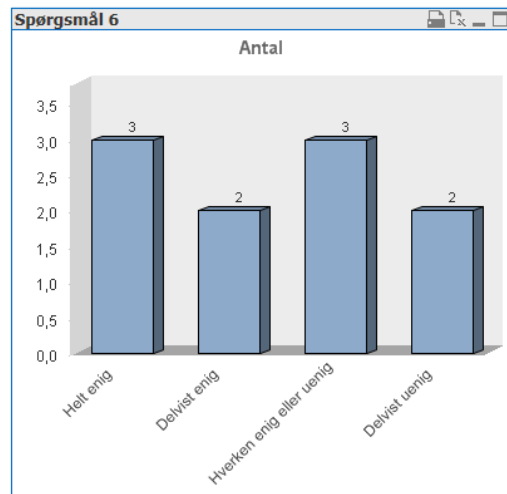 Spørgsmål 6
Antal
3,5
3,0
2,5
2,0
1,5
1,0
0,5
0,0
3
2
3
2
Helt enig
Delvist enig
Hverken enig eller uenig
Delvist uenig